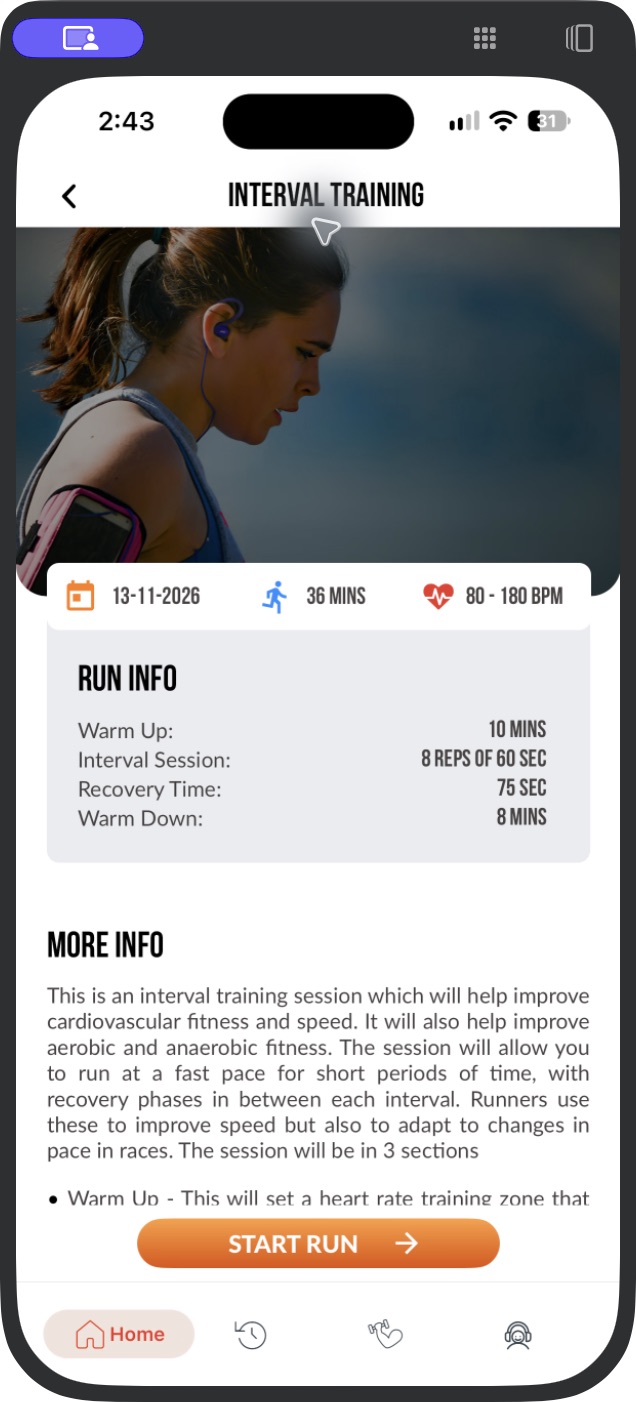 2:43
31
INTERVAL TRAINING
13-11-2026
36 MINS
80 - 180 BPM
RUN INFO
Warm Up: 10 MINS
Interval Session: 8 REPS OF 60 SEC
Recovery Time: 75 SEC
Warm Down: 8 MINS
MORE INFO
This is an interval training session which will help improve
cardiovascular fitness and speed. It will also help improve
aerobic and anaerobic fitness. The session will allow you
to run at a fast pace for short periods of time, with
recovery phases in between each interval. Runners use
these to improve speed but also to adapt to changes in
pace in races. The session will be in 3 sections
• Warm Up - This will set a heart rate training zone that
START RUN
Home